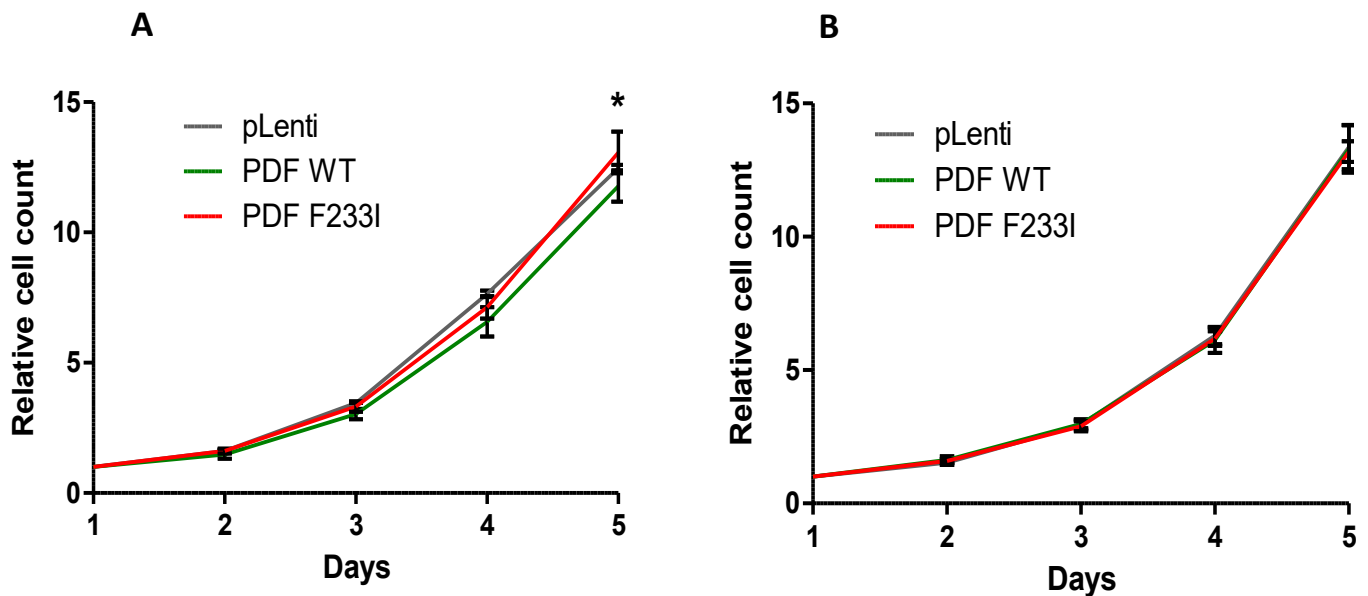 A
*
15
10
5
0
1 2 3 4 5
pLenti
PDF WT
PDF F233I
Relative cell count
Days
B
15
10
5
0
1 2 3 4 5
pLenti
PDF WT
PDF F233I
Relative cell count
Days